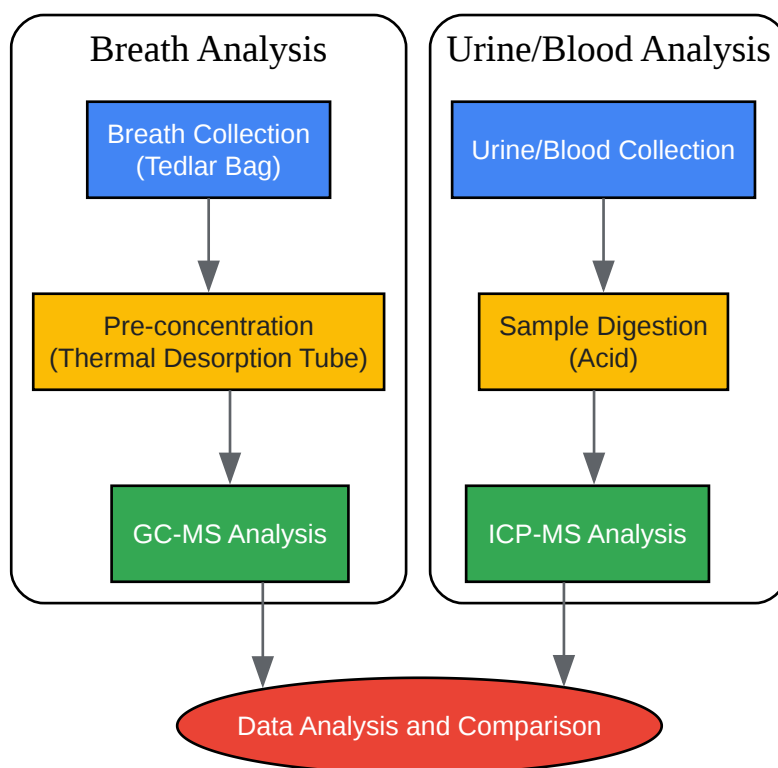 Breath Analysis
Breath Collection
(Tedlar Bag)
Pre-concentration
(Thermal Desorption Tube)
GC-MS Analysis
Urine/Blood Analysis
Urine/Blood Collection
Sample Digestion
(Acid)
ICP-MS Analysis
Data Analysis and Comparison